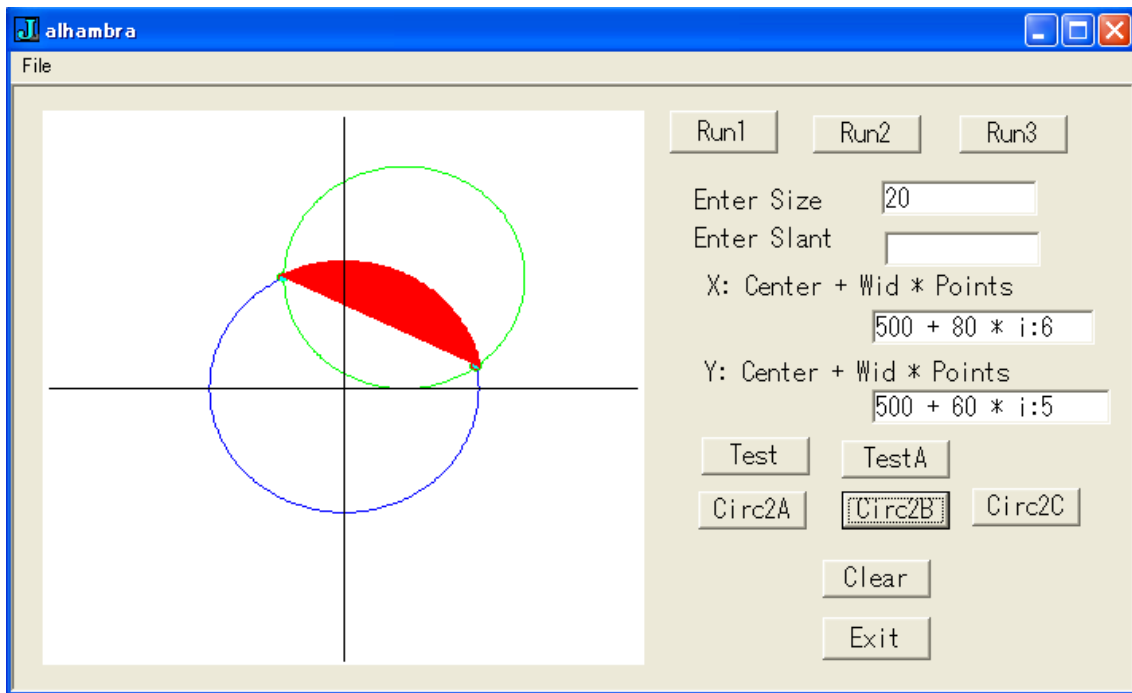 alhambra
File
Run1 Run2 Run3
Enter Size 20
Enter Slant
X: Center + Wid * Points
500 + 80 * i:6
Y: Center + Wid * Points
500 + 60 * i:5
Test TestA
Circ2A Circ2B Circ2C
Clear
Exit